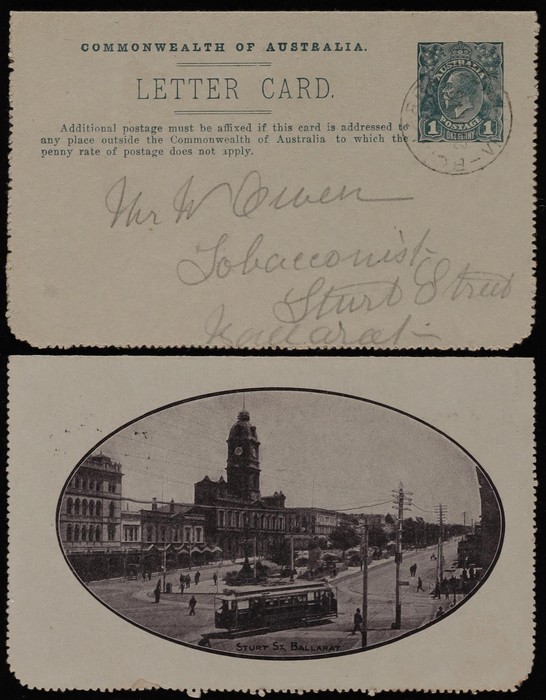 COMMONWEALTH OF AUSTRALIA.
LETTER CARD.
Additional postage must be affixed if this card is addressed to
any place outside the Commonwealth of Australia to which the
penny rate of postage does not apply.
AUSTRALIA
POSTAGE
1 1
Mr W Owen
Tobacconist
Sturt Street
Ballarat
STURT ST. BALLARAT.